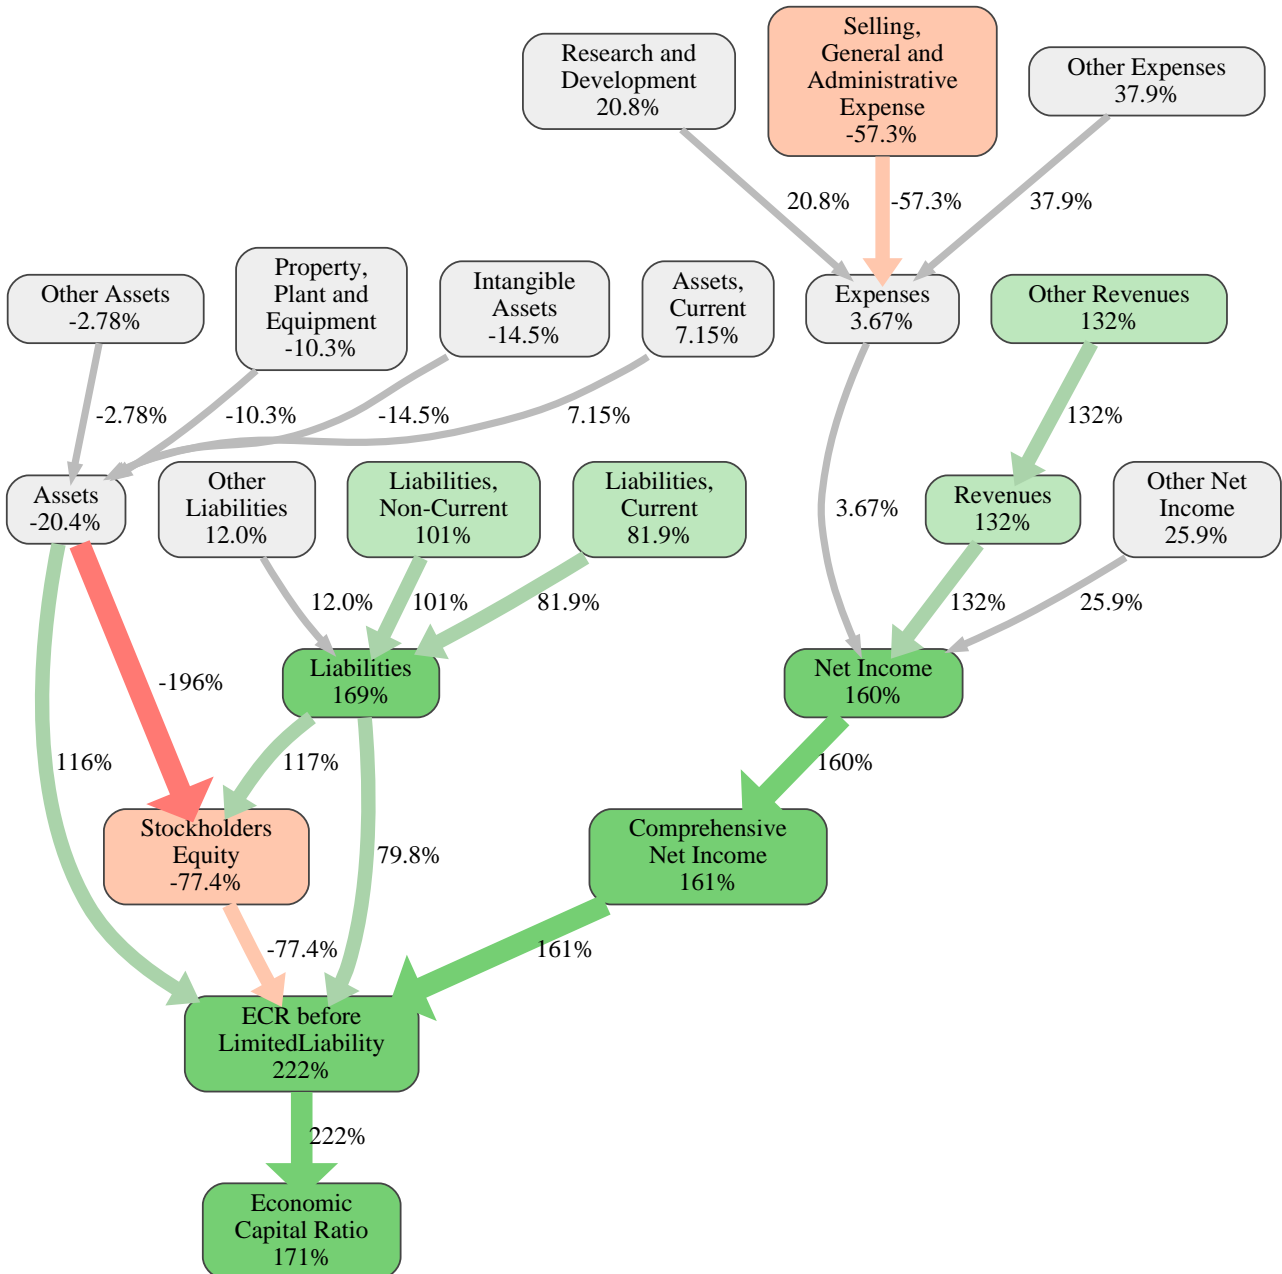 Research and
Development
20.8%
Selling,
General and
Administrative
Expense
-57.3%
Other Expenses
37.9%
20.8%
-57.3%
37.9%
Other Assets
-2.78%
Property,
Plant and
Equipment
-10.3%
Intangible
Assets
-14.5%
Assets,
Current
7.15%
Expenses
3.67%
Other Revenues
132%
-2.78%
-10.3%
-14.5%
7.15%
132%
Assets
-20.4%
Other
Liabilities
12.0%
Liabilities,
Non-Current
101%
Liabilities,
Current
81.9%
3.67%
Revenues
132%
Other Net
Income
25.9%
12.0%
101%
81.9%
132%
25.9%
-196%
Liabilities
169%
Net Income
160%
116%
117%
160%
Stockholders
Equity
-77.4%
79.8%
Comprehensive
Net Income
161%
-77.4%
161%
ECR before
LimitedLiability
222%
222%
Economic
Capital Ratio
171%